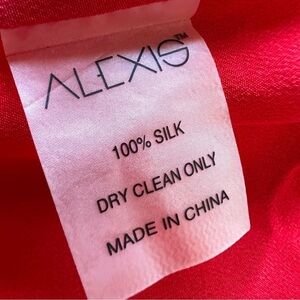 ALEXIS™
100% SILK
DRY CLEAN ONLY
MADE IN CHINA